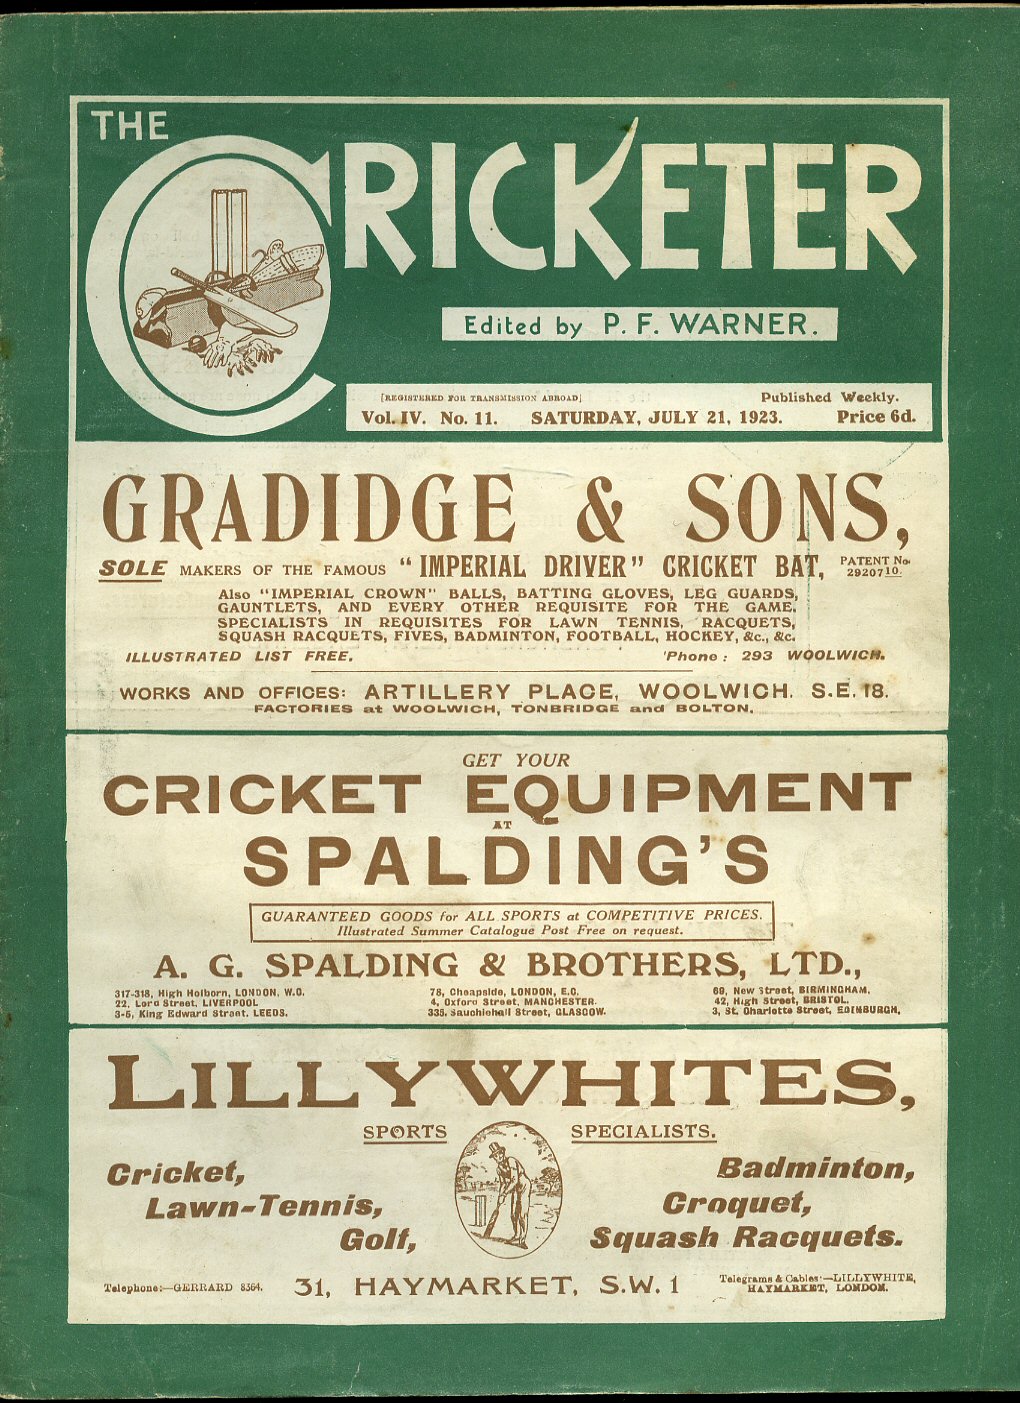 THE
CRICKETER
Edited by P. F. WARNER.
[REGISTERED FOR TRANSMISSION ABROAD] Published Weekly.
Vol. IV. No. 11. SATURDAY, JULY 21, 1923. Price 6d.
GRADIDGE & SONS,
SOLE MAKERS OF THE FAMOUS "IMPERIAL DRIVER" CRICKET BAT, PATENT No. 292071O.
Also "IMPERIAL CROWN" BALLS, BATTING GLOVES, LEG GUARDS,
GAUNTLETS, AND EVERY OTHER REQUISITE FOR THE GAME.
SPECIALISTS IN REQUISITES FOR LAWN TENNIS, RACQUETS,
SQUASH RACQUETS, FIVES, BADMINTON, FOOTBALL, HOCKEY, &c., &c.
ILLUSTRATED LIST FREE. 'Phone: 293 WOOLWICH.
WORKS AND OFFICES: ARTILLERY PLACE, WOOLWICH. S.E. 18.
FACTORIES at WOOLWICH, TONBRIDGE and BOLTON.
GET YOUR
CRICKET EQUIPMENT
AT
SPALDING'S
GUARANTEED GOODS for ALL SPORTS at COMPETITIVE PRICES.
Illustrated Summer Catalogue Post Free on request.
A. G. SPALDING & BROTHERS, LTD.,
317-318, High Holborn, LONDON, W.C. 78, Cheapside, LONDON, E.C. 69, New Street, BIRMINGHAM.
22, Lord Street, LIVERPOOL 4, Oxford Street, MANCHESTER. 42, High Street, BRISTOL.
3-5, King Edward Street, LEEDS. 335, Sauchiehall Street, GLASGOW. 3, St. Charlotte Street, EDINBURGH.
LILLYWHITES,
SPORTS SPECIALISTS.
Cricket,
Lawn-Tennis,
Golf,
Badminton,
Croquet,
Squash Racquets.
Telephone:—GERRARD 8364. 31, HAYMARKET, S.W. 1 Telegrams & Cables:—LILLYWHITE,
HAYMARKET, LONDON.